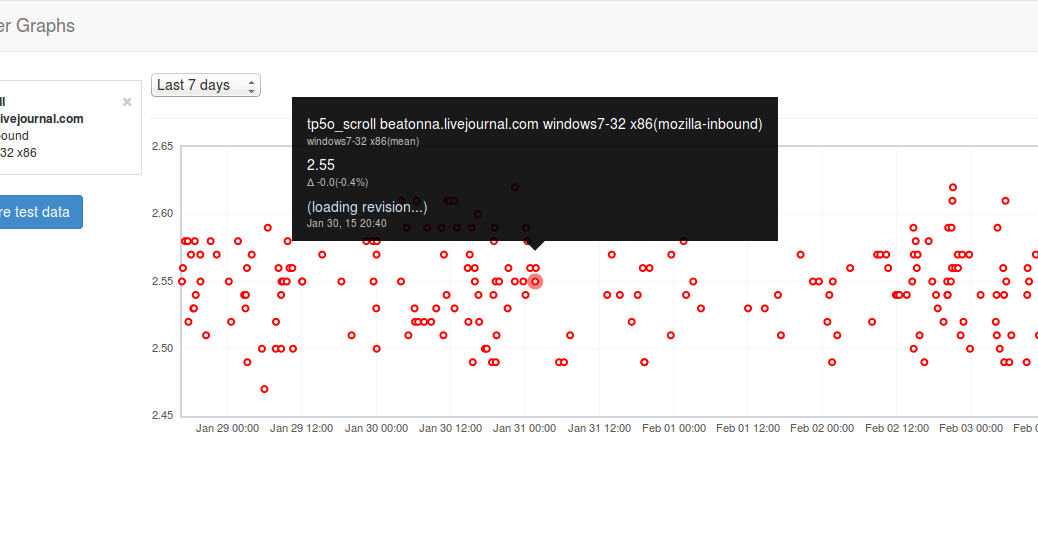 er Graphs
ll
ivejournal.com
ound
32 x86
re test data
Last 7 days
tp5o_scroll beatonna.livejournal.com windows7-32 x86(mozilla-inbound)
windows7-32 x86(mean)
2.55
Δ -0.0(-0.4%)
(loading revision...)
Jan 30, 15 20:40
2.65
2.60
2.55
2.50
2.45
Jan 29 00:00 Jan 29 12:00 Jan 30 00:00 Jan 30 12:00 Jan 31 00:00 Jan 31 12:00 Feb 01 00:00 Feb 01 12:00 Feb 02 00:00 Feb 02 12:00 Feb 03 00:00 Feb 0